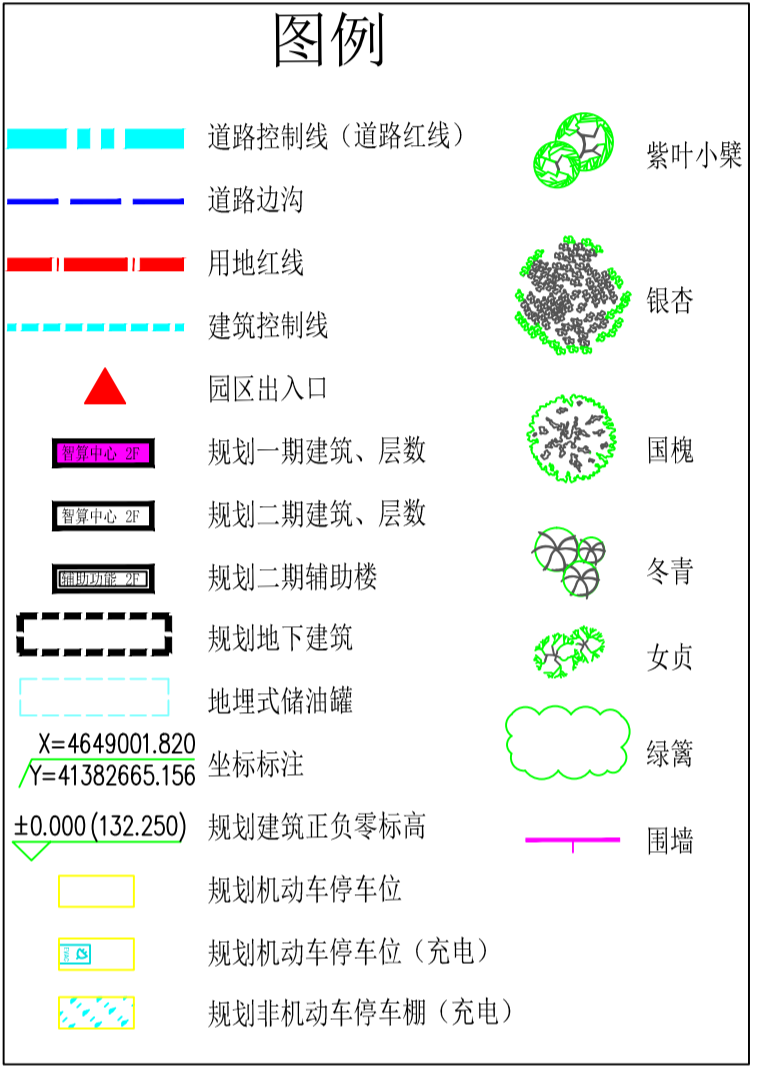 图例
道路控制线（道路红线）
道路边沟
用地红线
建筑控制线
园区出入口
智算中心 2F
规划一期建筑、层数
智算中心 2F
规划二期建筑、层数
辅助功能 2F
规划二期辅助楼
规划地下建筑
地埋式储油罐
X=4649001.820
Y=41382665.156
坐标标注
±0.000(132.250)
规划建筑正负零标高
规划机动车停车位
规划机动车停车位（充电）
规划非机动车停车棚（充电）
紫叶小檗
银杏
国槐
冬青
女贞
绿篱
围墙